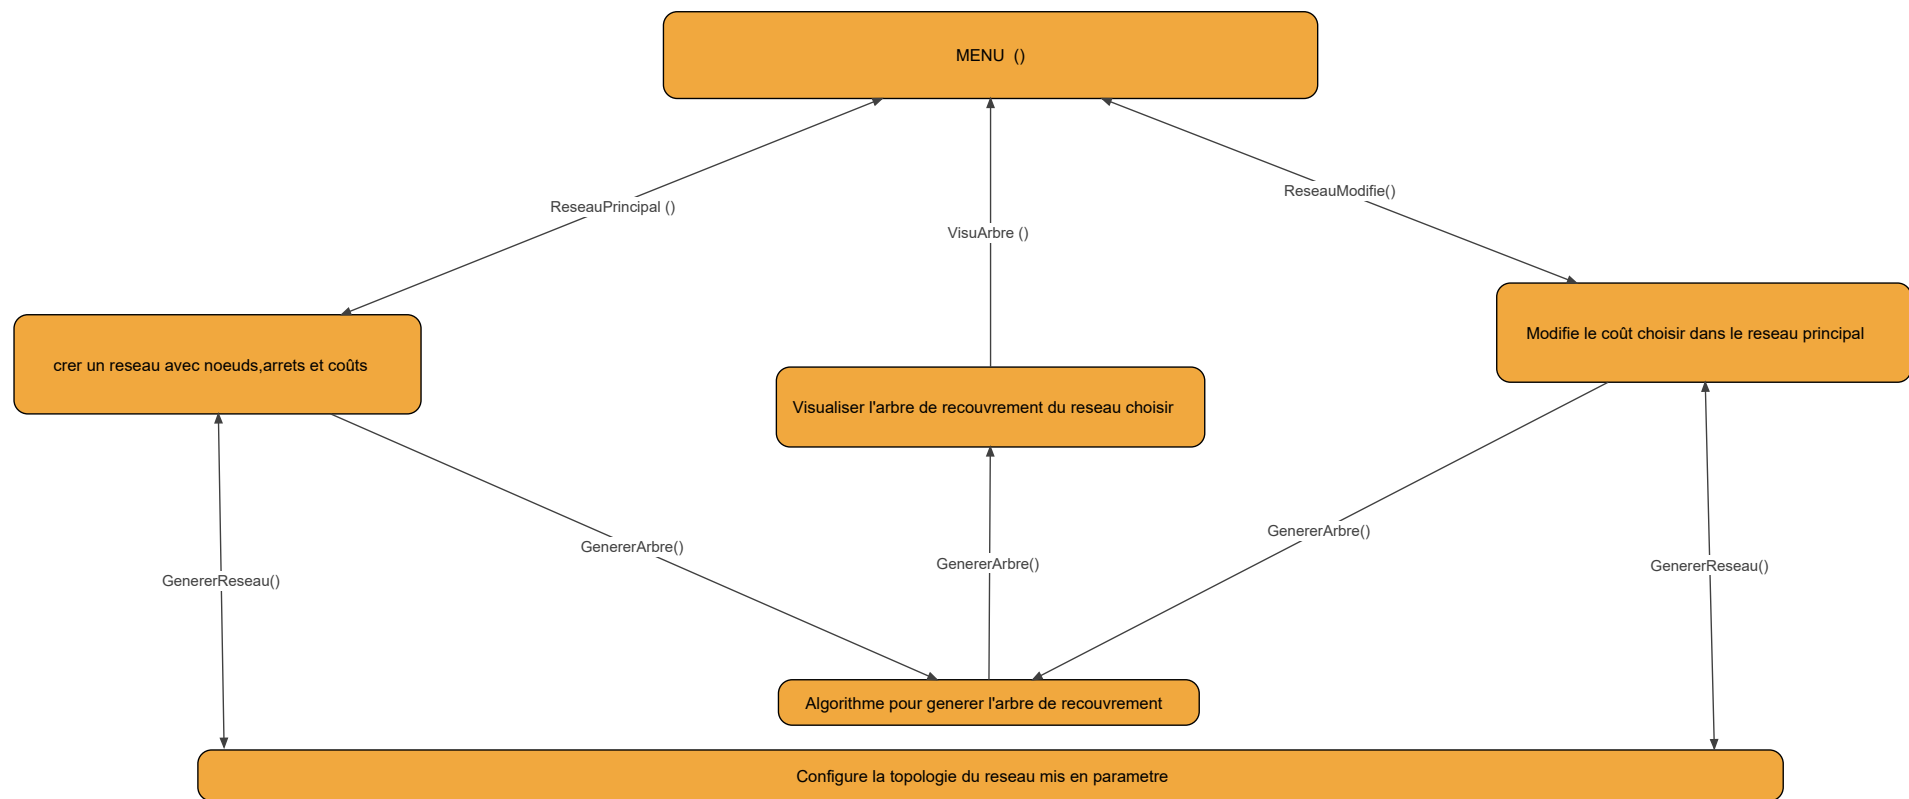 MENU  ()
ReseauModifie()
ReseauPrincipal ()
VisuArbre ()
Modifie le coût choisir dans le reseau principal
crer un reseau avec noeuds,arrets et coûts
Visualiser l'arbre de recouvrement du reseau choisir
GenererArbre()
GenererArbre()
GenererArbre()
GenererReseau()
GenererReseau()
Algorithme pour generer l'arbre de recouvrement
Configure la topologie du reseau mis en parametre